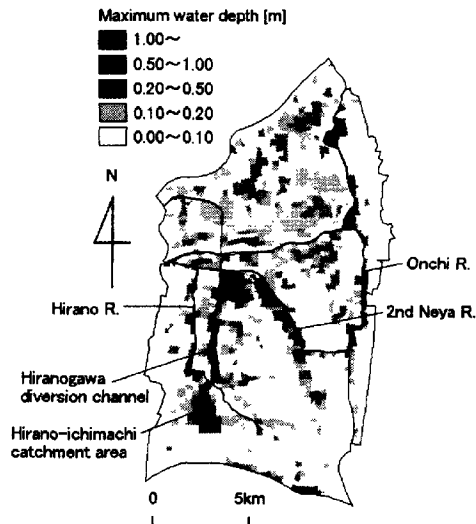 Maximum water depth [m]
1.00～
0.50～1.00
0.20～0.50
0.10～0.20
0.00～0.10
N
Onchi R.
Hirano R.
2nd Neya R.
Hiranogawa
diversion channel
Hirano-ichimachi
catchment area
0 5km